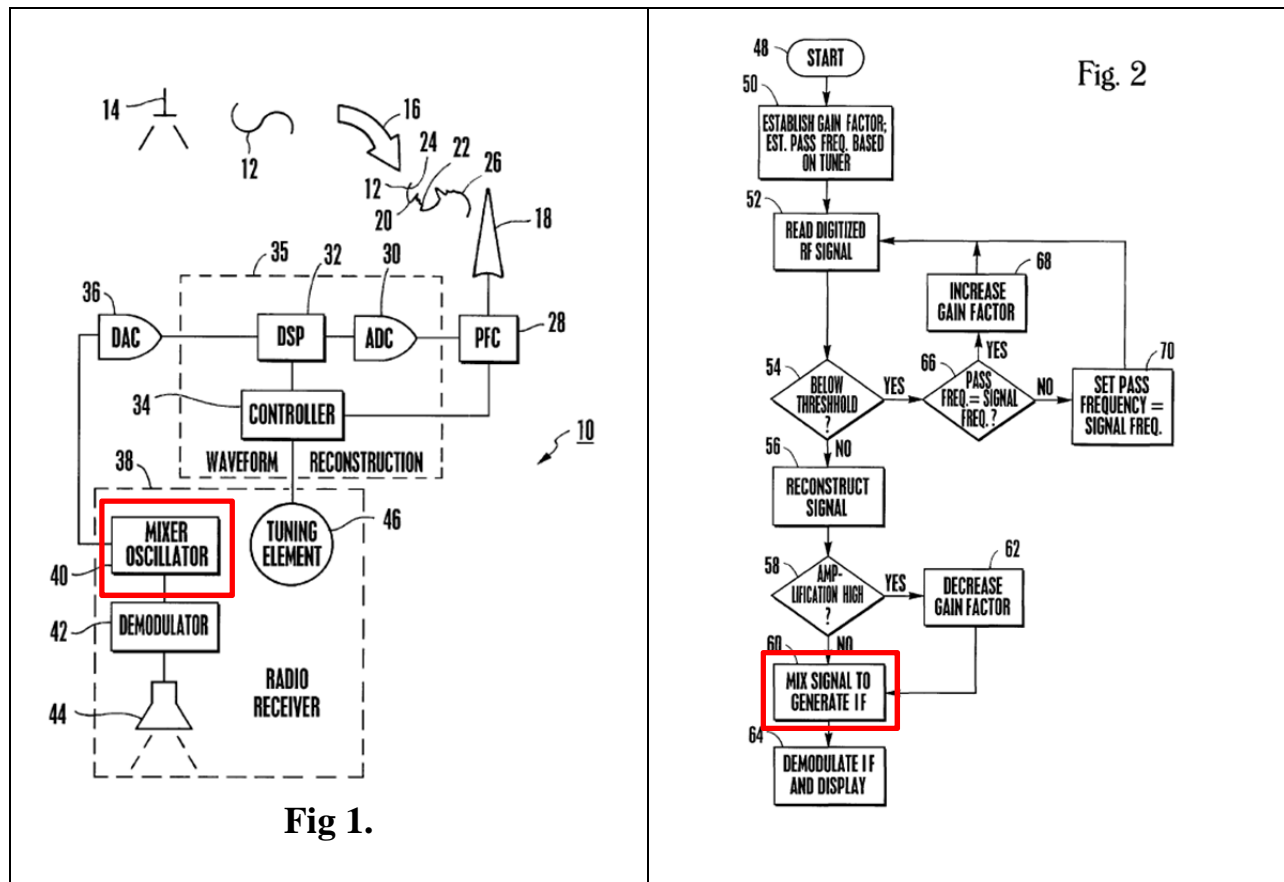 14
12
16
24
22
26
12
20
18
35
32
30
36
DAC
DSP
ADC
PFC
28
34
CONTROLLER
10
WAVEFORM RECONSTRUCTION
38
MIXER
OSCILLATOR
40
TUNING
ELEMENT
46
42
DEMODULATOR
44
RADIO
RECEIVER
Fig 1.
48
START
Fig. 2
50
ESTABLISH GAIN FACTOR;
EST. PASS FREQ. BASED
ON TUNER
52
READ DIGITIZED
RF SIGNAL
68
INCREASE
GAIN FACTOR
54
BELOW
THRESHHOLD
?
YES
66
PASS
FREQ.= SIGNAL
FREQ. ?
YES
NO
70
SET PASS
FREQUENCY =
SIGNAL FREQ.
NO
56
RECONSTRUCT
SIGNAL
58
AMP-
LIFICATION HIGH
?
YES
62
DECREASE
GAIN FACTOR
NO
60
MIX SIGNAL TO
GENERATE IF
64
DEMODULATE IF
AND DISPLAY